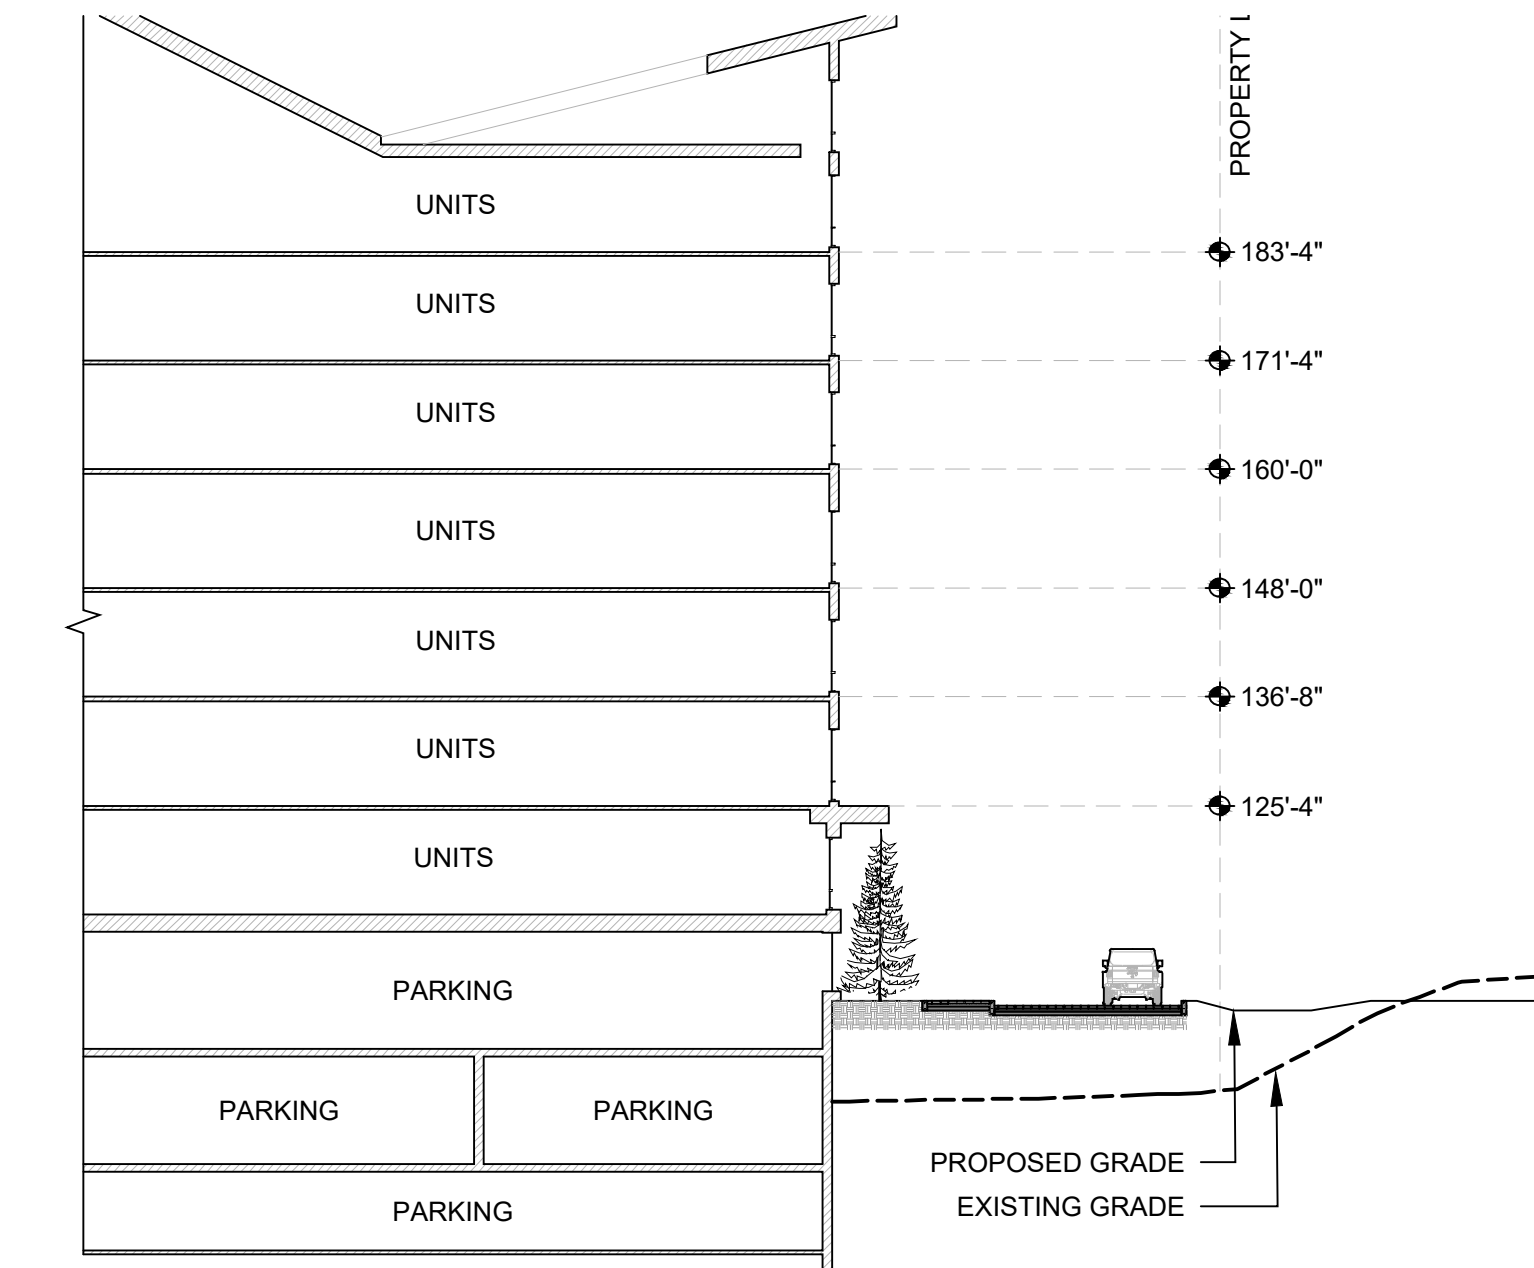 PROPERTY L
UNITS
183'-4"
UNITS
171'-4"
UNITS
160'-0"
UNITS
148'-0"
UNITS
136'-8"
UNITS
125'-4"
UNITS
PARKING
PARKING
PARKING
PROPOSED GRADE
EXISTING GRADE
PARKING